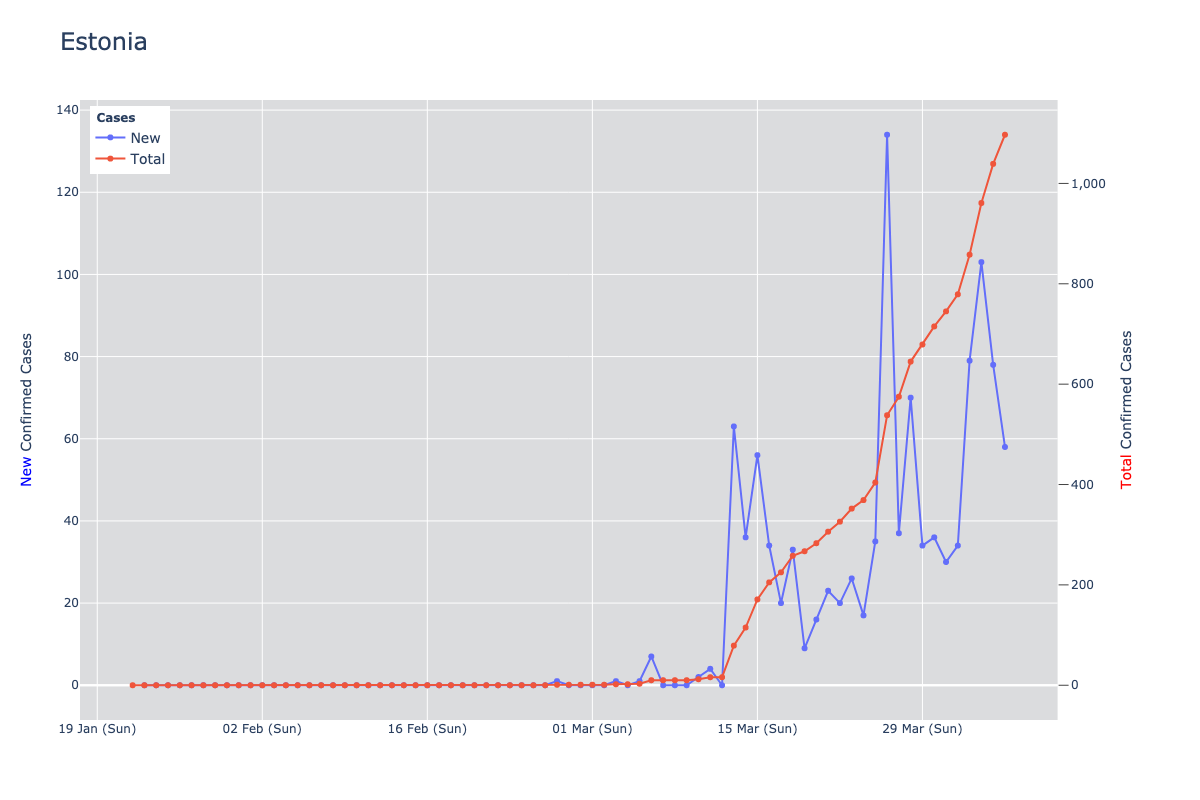 Estonia
Cases
New
Total
140
120
100
80
60
40
20
0
1,000
800
600
400
200
0
New Confirmed Cases
Total Confirmed Cases
19 Jan (Sun)
02 Feb (Sun)
16 Feb (Sun)
01 Mar (Sun)
15 Mar (Sun)
29 Mar (Sun)